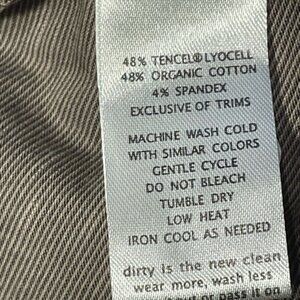 48% TENCEL®LYOCELL
48% ORGANIC COTTON
4% SPANDEX
EXCLUSIVE OF TRIMS
MACHINE WASH COLD
WITH SIMILAR COLORS
GENTLE CYCLE
DO NOT BLEACH
TUMBLE DRY
LOW HEAT
IRON COOL AS NEEDED
dirty is the new clean
wear more, wash less
it on